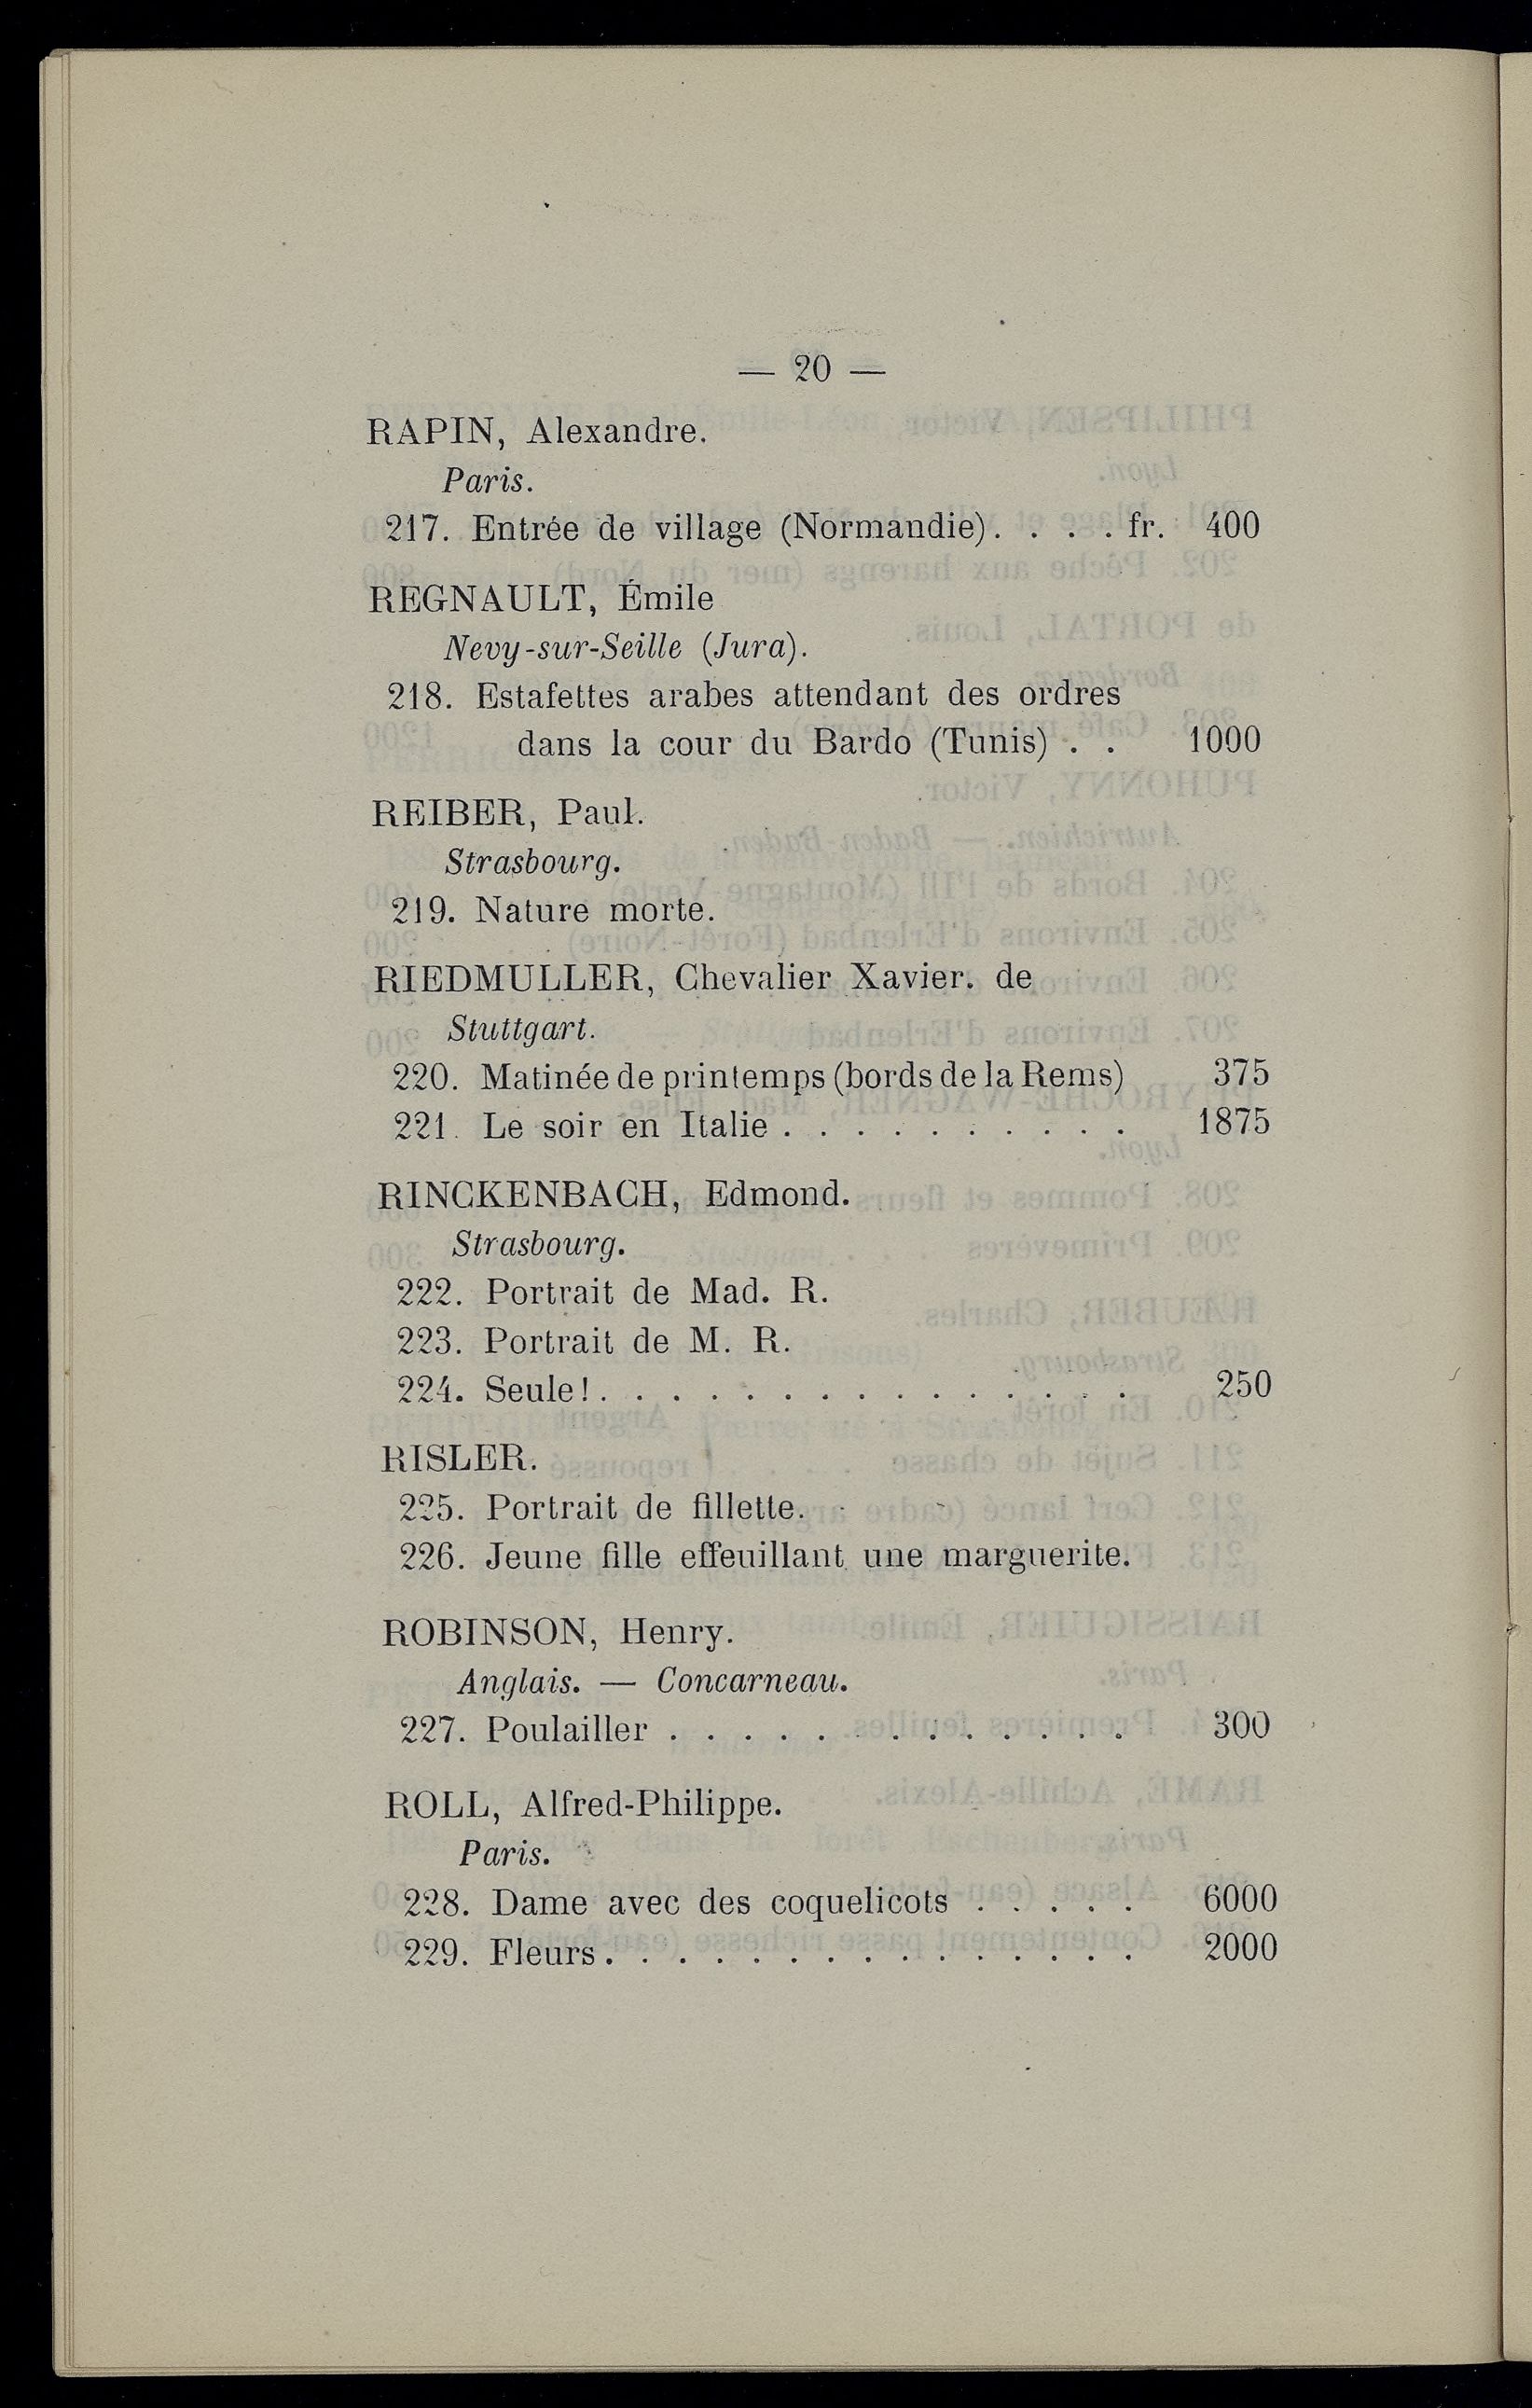 — 20 —
RAPIN, Alexandre.
Paris.
217. Entrée de village (Normandie). . . . fr. 400
REGNAULT, Émile
Nevy-sur-Seille (Jura).
218. Estafettes arabes attendant des ordres
dans la cour du Bardo (Tunis) . . 1000
REIBER, Paul.
Strasbourg.
219. Nature morte.
RIEDMULLER, Chevalier Xavier. de
Stuttgart.
220. Matinée de printemps (bords de la Rems) 375
221. Le soir en Italie . . . . . . . . . . 1875
RINCKENBACH, Edmond.
Strasbourg.
222. Portrait de Mad. R.
223. Portrait de M. R.
224. Seule! . . . . . . . . . . . . . . . 250
RISLER.
225. Portrait de fillette.
226. Jeune fille effeuillant une marguerite.
ROBINSON, Henry.
Anglais. — Concarneau.
227. Poulailler . . . . . . . . . . . . . 300
ROLL, Alfred-Philippe.
Paris.
228. Dame avec des coquelicots . . . . . 6000
229. Fleurs . . . . . . . . . . . . . . . 2000